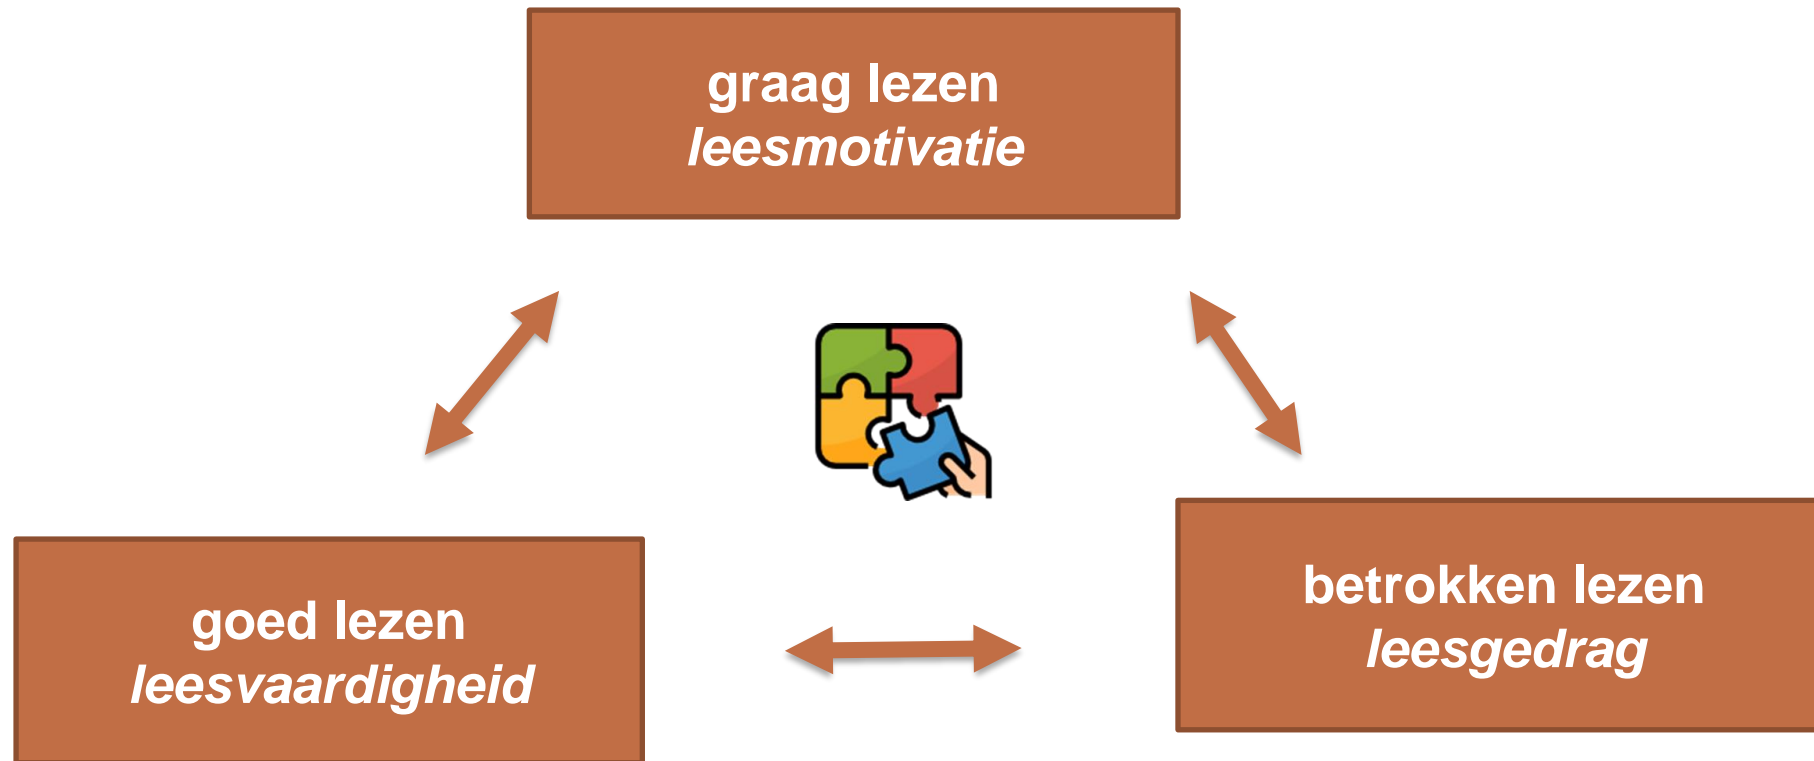 graag lezen
leesmotivatie
goed lezen
leesvaardigheid
betrokken lezen
leesgedrag